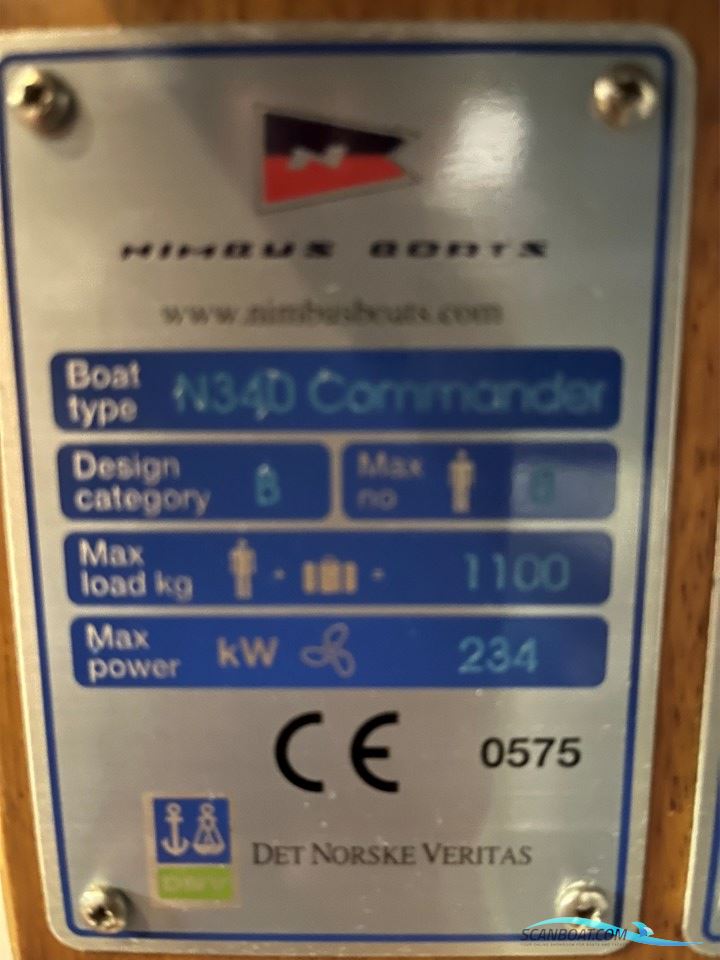 NIMBUS BOATS
www.nimbusboats.com
Boat type N340 Commander
Design category B
Max no
Max load kg 1100
Max power kW 234
CE 0575
DNV
DET NORSKE VERITAS
SCANBOAT.COM